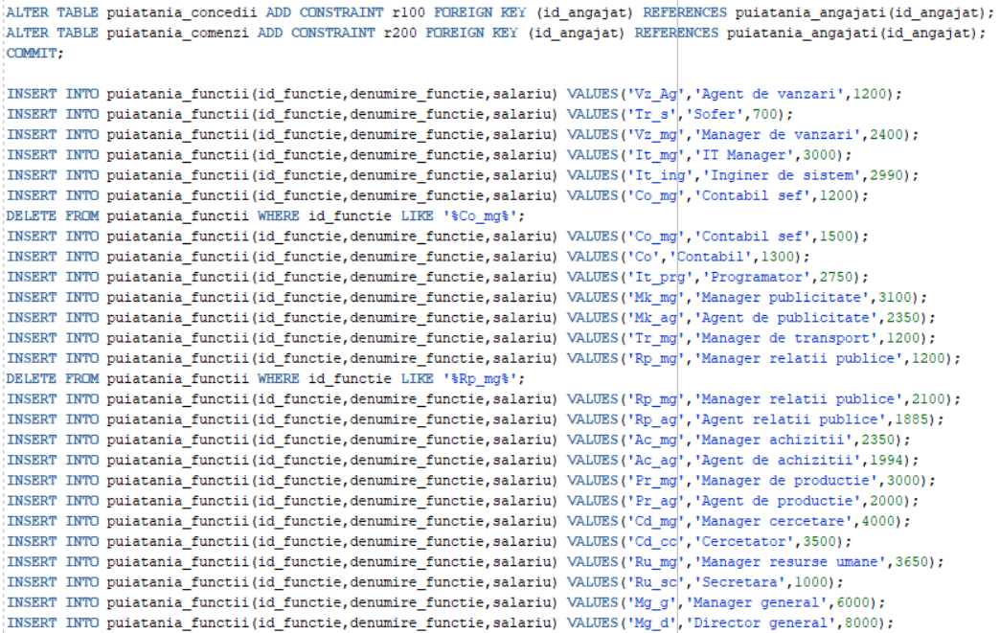 ALTER TABLE puiatania_concedii ADD CONSTRAINT r100 FOREIGN KEY (id_angajat) REFERENCES puiatania_angajati(id_angajat);
ALTER TABLE puiatania_comenzi ADD CONSTRAINT r200 FOREIGN KEY (id_angajat) REFERENCES puiatania_angajati(id_angajat);
COMMIT;
INSERT INTO puiatania_functii(id_functie,denumire_functie,salariu) VALUES('Vz_Ag','Agent de vanzari',1200);
INSERT INTO puiatania_functii(id_functie,denumire_functie,salariu) VALUES('Tr_s','Sofer',700);
INSERT INTO puiatania_functii(id_functie,denumire_functie,salariu) VALUES('Vz_mg','Manager de vanzari',2400);
INSERT INTO puiatania_functii(id_functie,denumire_functie,salariu) VALUES('It_mg','IT Manager',3000);
INSERT INTO puiatania_functii(id_functie,denumire_functie,salariu) VALUES('It_ing','Inginer de sistem',2990);
INSERT INTO puiatania_functii(id_functie,denumire_functie,salariu) VALUES('Co_mg','Contabil sef',1200);
DELETE FROM puiatania_functii WHERE id_functie LIKE '%Co_mg%';
INSERT INTO puiatania_functii(id_functie,denumire_functie,salariu) VALUES('Co_mg','Contabil sef',1500);
INSERT INTO puiatania_functii(id_functie,denumire_functie,salariu) VALUES('Co','Contabil',1300);
INSERT INTO puiatania_functii(id_functie,denumire_functie,salariu) VALUES('It_prg','Programator',2750);
INSERT INTO puiatania_functii(id_functie,denumire_functie,salariu) VALUES('Mk_mg','Manager publicitate',3100);
INSERT INTO puiatania_functii(id_functie,denumire_functie,salariu) VALUES('Mk_ag','Agent de publicitate',2350);
INSERT INTO puiatania_functii(id_functie,denumire_functie,salariu) VALUES('Tr_mg','Manager de transport',1200);
INSERT INTO puiatania_functii(id_functie,denumire_functie,salariu) VALUES('Rp_mg','Manager relatii publice',1200);
DELETE FROM puiatania_functii WHERE id_functie LIKE '%Rp_mg%';
INSERT INTO puiatania_functii(id_functie,denumire_functie,salariu) VALUES('Rp_mg','Manager relatii publice',2100);
INSERT INTO puiatania_functii(id_functie,denumire_functie,salariu) VALUES('Rp_ag','Agent relatii publice',1885);
INSERT INTO puiatania_functii(id_functie,denumire_functie,salariu) VALUES('Ac_mg','Manager achizitii',2350);
INSERT INTO puiatania_functii(id_functie,denumire_functie,salariu) VALUES('Ac_ag','Agent de achizitii',1994);
INSERT INTO puiatania_functii(id_functie,denumire_functie,salariu) VALUES('Pr_mg','Manager de productie',3000);
INSERT INTO puiatania_functii(id_functie,denumire_functie,salariu) VALUES('Pr_ag','Agent de productie',2000);
INSERT INTO puiatania_functii(id_functie,denumire_functie,salariu) VALUES('Cd_mg','Manager cercetare',4000);
INSERT INTO puiatania_functii(id_functie,denumire_functie,salariu) VALUES('Cd_cc','Cercetator',3500);
INSERT INTO puiatania_functii(id_functie,denumire_functie,salariu) VALUES('Ru_mg','Manager resurse umane',3650);
INSERT INTO puiatania_functii(id_functie,denumire_functie,salariu) VALUES('Ru_sc','Secretara',1000);
INSERT INTO puiatania_functii(id_functie,denumire_functie,salariu) VALUES('Mg_g','Manager general',6000);
INSERT INTO puiatania_functii(id_functie,denumire_functie,salariu) VALUES('Mg_d','Director general',8000);